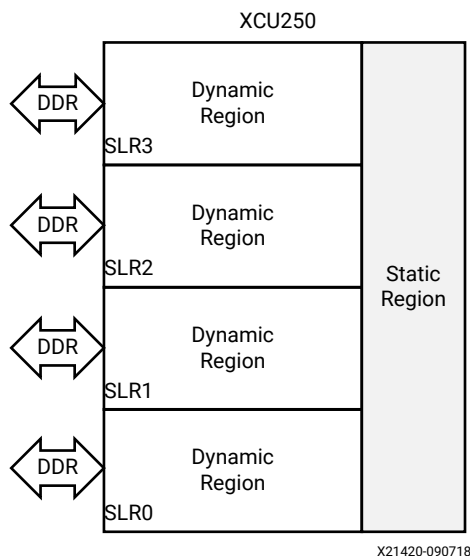 XCU250
DDR
Dynamic
Region
SLR3
DDR
Dynamic
Region
SLR2
Static
Region
DDR
Dynamic
Region
SLR1
DDR
Dynamic
Region
SLR0
X21420-090718